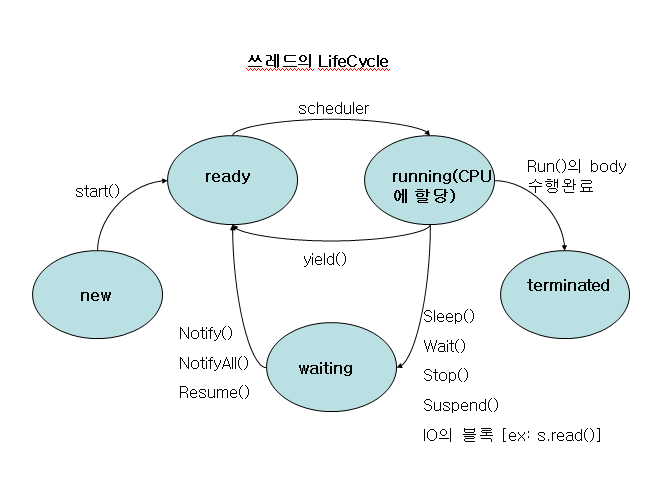 쓰레드의 LifeCycle
scheduler
ready
running(CPU
에 할당)
Run()의 body
수행완료
start()
yield()
new
terminated
Notify()
NotifyAll()
Resume()
waiting
Sleep()
Wait()
Stop()
Suspend()
IO의 블록 [ex: s.read()]